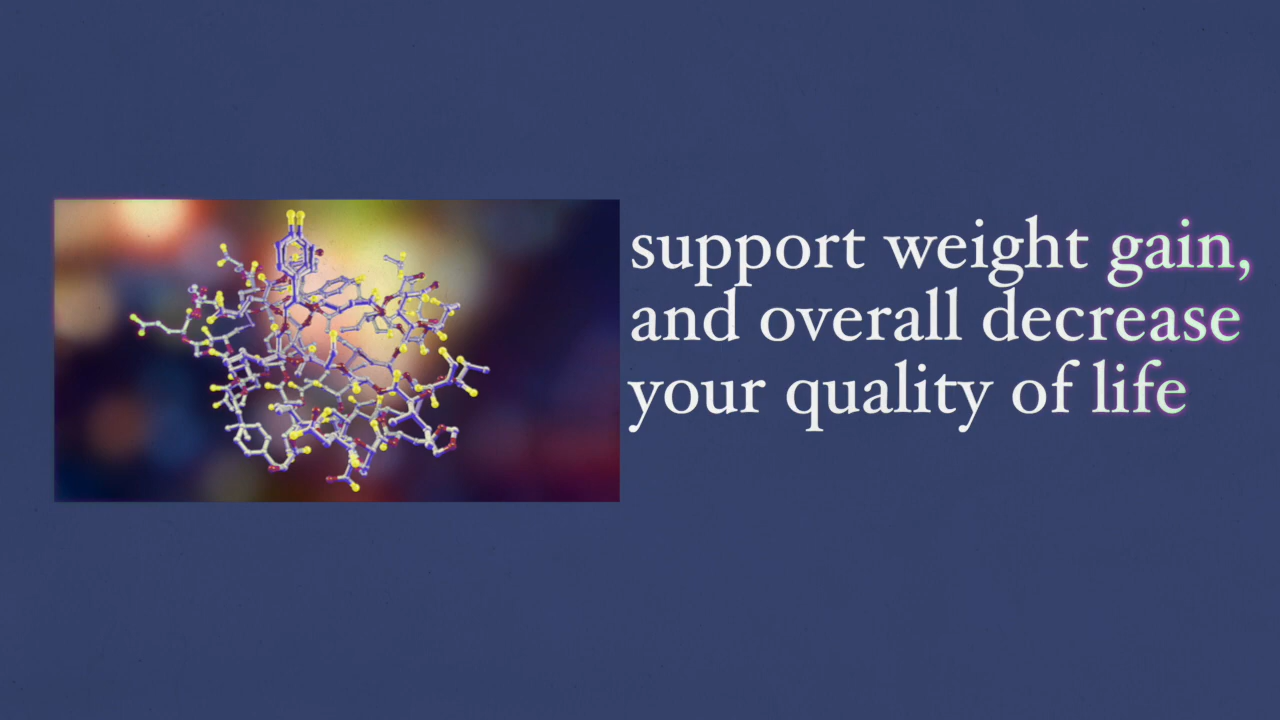 support weight gain,
and overall decrease
your quality of life